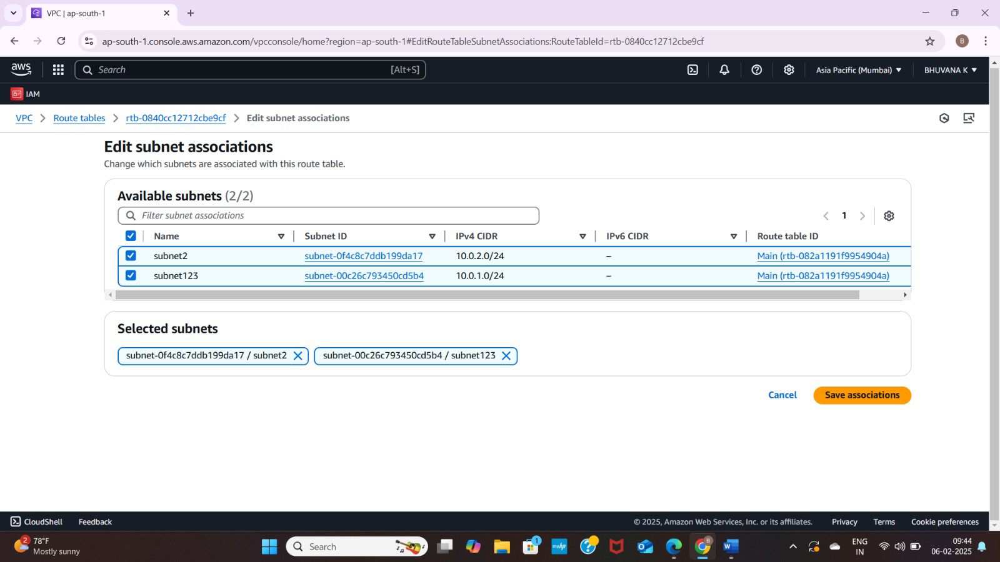 VPC | ap-south-1
ap-south-1.console.aws.amazon.com/vpcconsole/home?region=ap-south-1#EditRouteTableSubnetAssociations:RouteTableId=rtb-0840cc12712cbe9cf
B
aws
Search
[Alt+S]
Asia Pacific (Mumbai)
BHUVANA K
IAM
VPC
Route tables
rtb-0840cc12712cbe9cf
Edit subnet associations
Edit subnet associations
Change which subnets are associated with this route table.
Available subnets (2/2)
Filter subnet associations
1
Name Subnet ID IPv4 CIDR IPv6 CIDR Route table ID
subnet2 subnet-0f4c8c7ddb199da17 10.0.2.0/24 – Main (rtb-082a1191f9954904a)
subnet123 subnet-00c26c793450cd5b4 10.0.1.0/24 – Main (rtb-082a1191f9954904a)
Selected subnets
subnet-0f4c8c7ddb199da17 / subnet2
subnet-00c26c793450cd5b4 / subnet123
Cancel
Save associations
CloudShell
Feedback
© 2025, Amazon Web Services, Inc. or its affiliates.
Privacy
Terms
Cookie preferences
2
78°F
Mostly sunny
Search
1
myhp
B
ENG
IN
09:44
06-02-2025